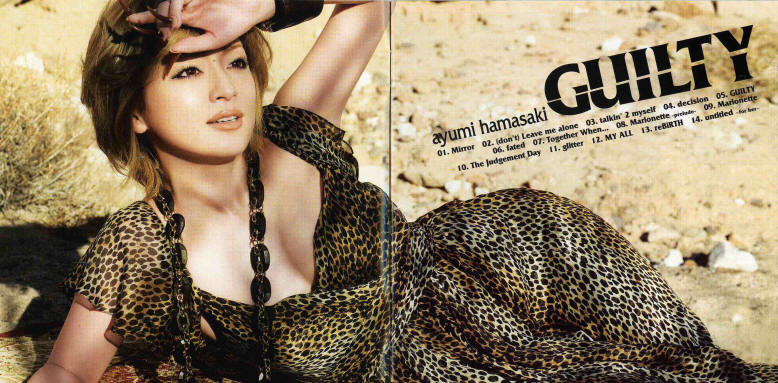 GUILTY
ayumi hamasaki
01. Mirror 02. (don't) Leave me alone 03. talkin' 2 myself 04. decision 05. GUILTY
06. fated 07. Together When... 08. Marionette -prelude- 09. Marionette
10. The Judgement Day 11. glitter 12. MY ALL 13. reBiRTH 14. untitled ~for her~